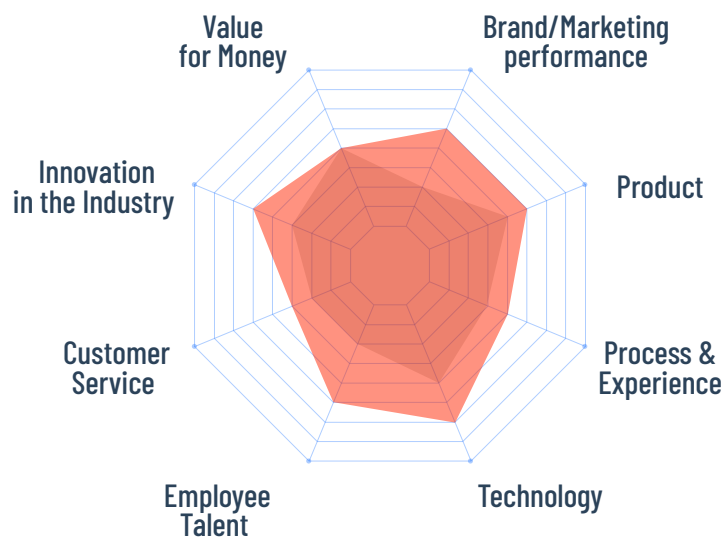 Value
for Money
Brand/Marketing
performance
Innovation
in the Industry
Product
Customer
Service
Process &
Experience
Employee
Talent
Technology